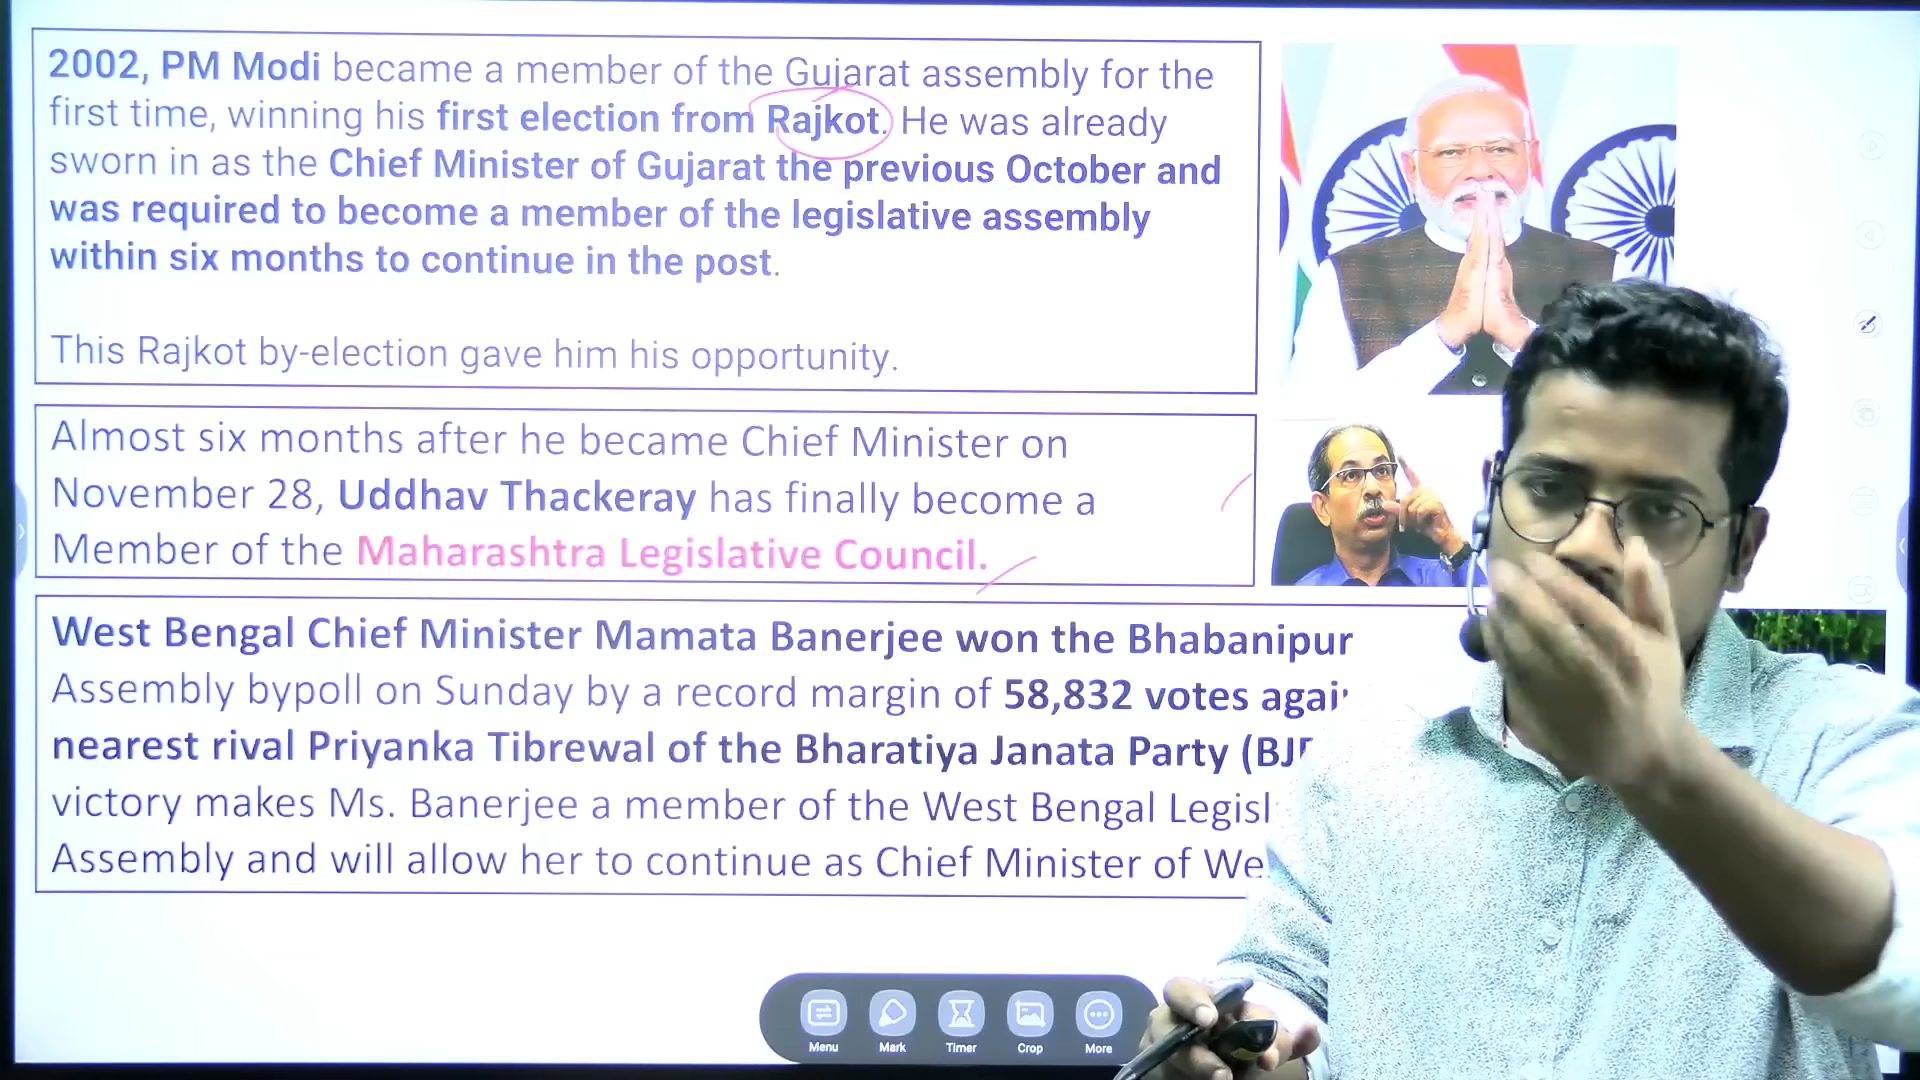 2002, PM Modi became a member of the Gujarat assembly for the
first time, winning his first election from Rajkot. He was already
sworn in as the Chief Minister of Gujarat the previous October and
was required to become a member of the legislative assembly
within six months to continue in the post.
This Rajkot by-election gave him his opportunity.
Almost six months after he became Chief Minister on
November 28, Uddhav Thackeray has finally become a
Member of the Maharashtra Legislative Council.
West Bengal Chief Minister Mamata Banerjee won the Bhabanipur
Assembly bypoll on Sunday by a record margin of 58,832 votes
nearest rival Priyanka Tibrewal of the Bharatiya Janata Party
victory makes Ms. Banerjee a member of the West Bengal
Assembly and will allow her to continue as Chief Minister of
Menu Mark Timer Crop More